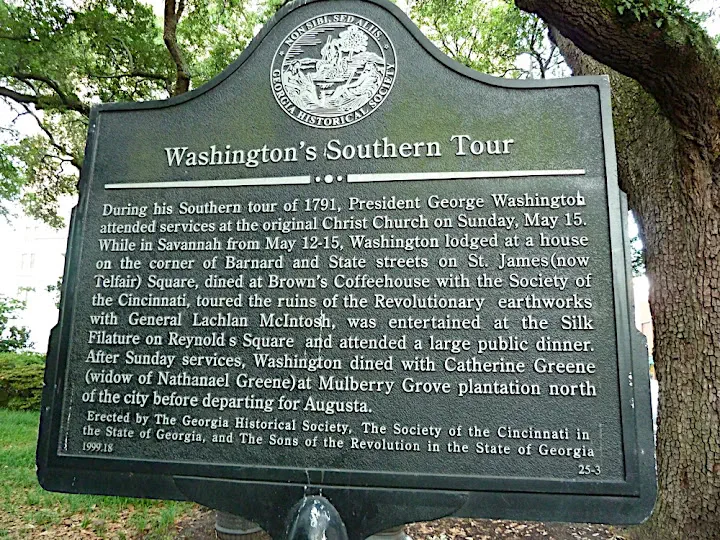 NON SIBI, SED ALIIS.
GEORGIA HISTORICAL SOCIETY
Washington's Southern Tour
During his Southern tour of 1791, President George Washington
attended services at the original Christ Church on Sunday, May 15.
While in Savannah from May 12-15, Washington lodged at a house
on the corner of Barnard and State streets on St. James(now
Telfair) Square, dined at Brown's Coffeehouse with the Society of
the Cincinnati, toured the ruins of the Revolutionary earthworks
with General Lachlan McIntosh, was entertained at the Silk
Filature on Reynold s Square and attended a large public dinner.
After Sunday services, Washington dined with Catherine Greene
(widow of Nathanael Greene)at Mulberry Grove plantation north
of the city before departing for Augusta.
Erected by The Georgia Historical Society, The Society of the Cincinnati in
the State of Georgia, and The Sons of the Revolution in the State of Georgia
1999.18
25-3